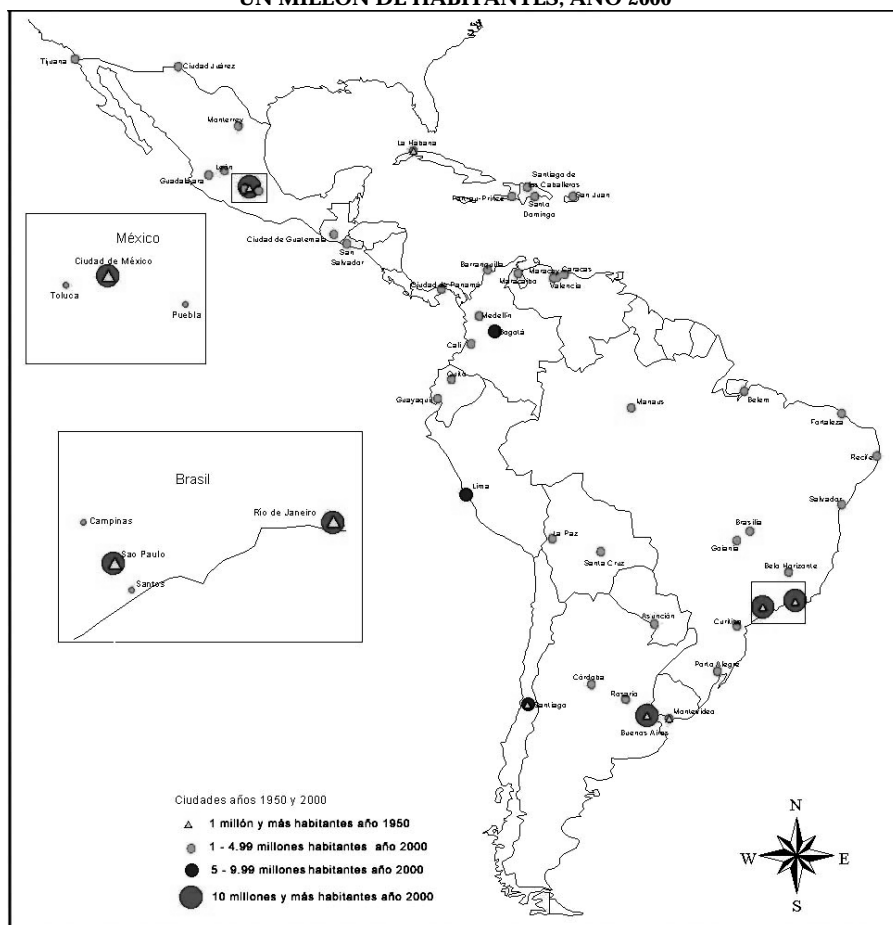 UN MILLÓN DE HABITANTES, AÑO 2000
Tijuana
Ciudad Juárez
Monterrey
La Habana
León
Guadalajara
Santiago de
los Caballeros
Port-au-Prince
Santo
Domingo
San Juan
Ciudad de Guatemala
San
Salvador
México
Ciudad de México
Toluca
Puebla
Barranquilla
Maracay
Caracas
Ciudad de Panamá
Maracaibo
Valencia
Medellín
Bogotá
Cali
Quito
Guayaquil
Manaus
Belem
Fortaleza
Recife
Lima
Salvador
Brasil
Campinas
Río de Janeiro
Sao Paulo
Santos
La Paz
Santa Cruz
Brasilia
Goiania
Belo Horizonte
Asunción
Curitiba
Porto Alegre
Córdoba
Rosario
Santiago
Buenos Aires
Montevideo
Ciudades años 1950 y 2000
1 millón y más habitantes año 1950
1 - 4.99 millones habitantes año 2000
5 - 9.99 millones habitantes año 2000
10 millones y más habitantes año 2000
N
W
E
S